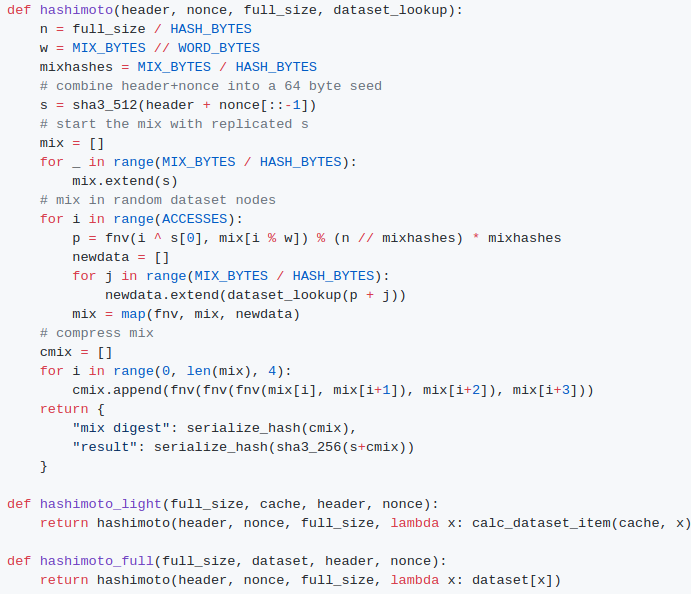 def hashimoto(header, nonce, full_size, dataset_lookup):
    n = full_size / HASH_BYTES
    w = MIX_BYTES // WORD_BYTES
    mixhashes = MIX_BYTES / HASH_BYTES
    # combine header+nonce into a 64 byte seed
    s = sha3_512(header + nonce[::-1])
    # start the mix with replicated s
    mix = []
    for _ in range(MIX_BYTES / HASH_BYTES):
        mix.extend(s)
    # mix in random dataset nodes
    for i in range(ACCESSES):
        p = fnv(i ^ s[0], mix[i % w]) % (n // mixhashes) * mixhashes
        newdata = []
        for j in range(MIX_BYTES / HASH_BYTES):
            newdata.extend(dataset_lookup(p + j))
        mix = map(fnv, mix, newdata)
    # compress mix
    cmix = []
    for i in range(0, len(mix), 4):
        cmix.append(fnv(fnv(fnv(mix[i], mix[i+1]), mix[i+2]), mix[i+3]))
    return {
        "mix digest": serialize_hash(cmix),
        "result": serialize_hash(sha3_256(s+cmix))
    }

def hashimoto_light(full_size, cache, header, nonce):
    return hashimoto(header, nonce, full_size, lambda x: calc_dataset_item(cache, x)

def hashimoto_full(full_size, dataset, header, nonce):
    return hashimoto(header, nonce, full_size, lambda x: dataset[x])